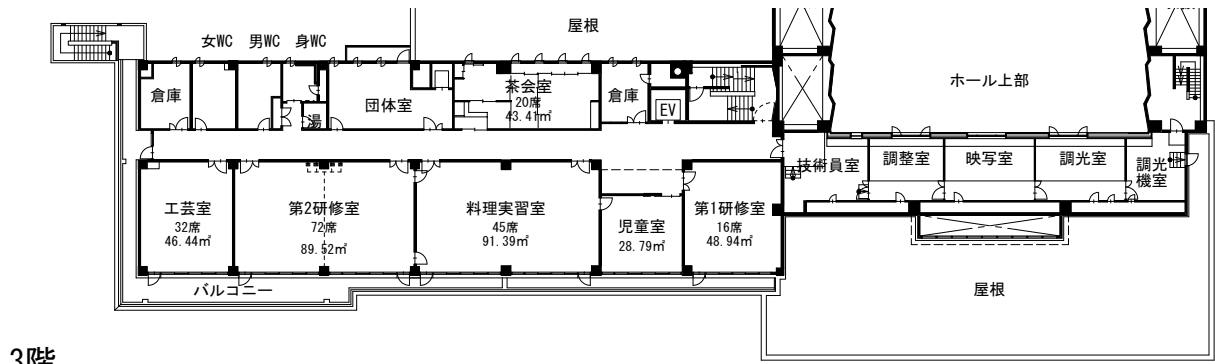 屋根
女WC 男WC 身WC
倉庫
湯
団体室
茶会室
20席
43.41㎡
倉庫
EV
ホール上部
技術員室
調整室
映写室
調光室
調光
機室
工芸室
32席
46.44㎡
第2研修室
72席
89.52㎡
料理実習室
45席
91.39㎡
児童室
28.79㎡
第1研修室
16席
48.94㎡
バルコニー
屋根
3階